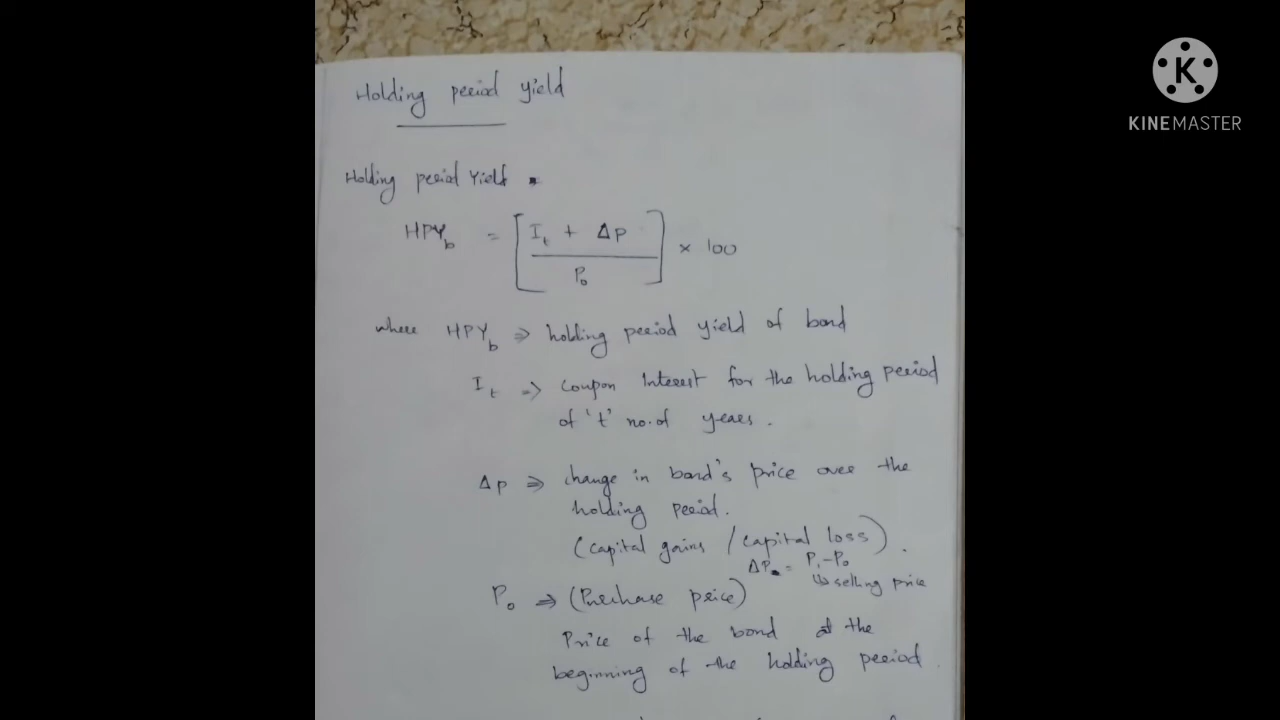 Holding period yield
K
KINEMASTER
Holding period Yield
HPY_b = [ (I_t + ΔP) / P_0 ] × 100
where HPY_b ⇒ holding period yield of bond
I_t => coupon Interest for the holding period
of 't' no. of years.
ΔP ⇒ change in bond's price over the
holding period.
(capital gains / capital loss).
ΔP = P_1 - P_0
↳ selling price
P_0 ⇒ (Purchase price)
Price of the bond at the
beginning of the holding period.